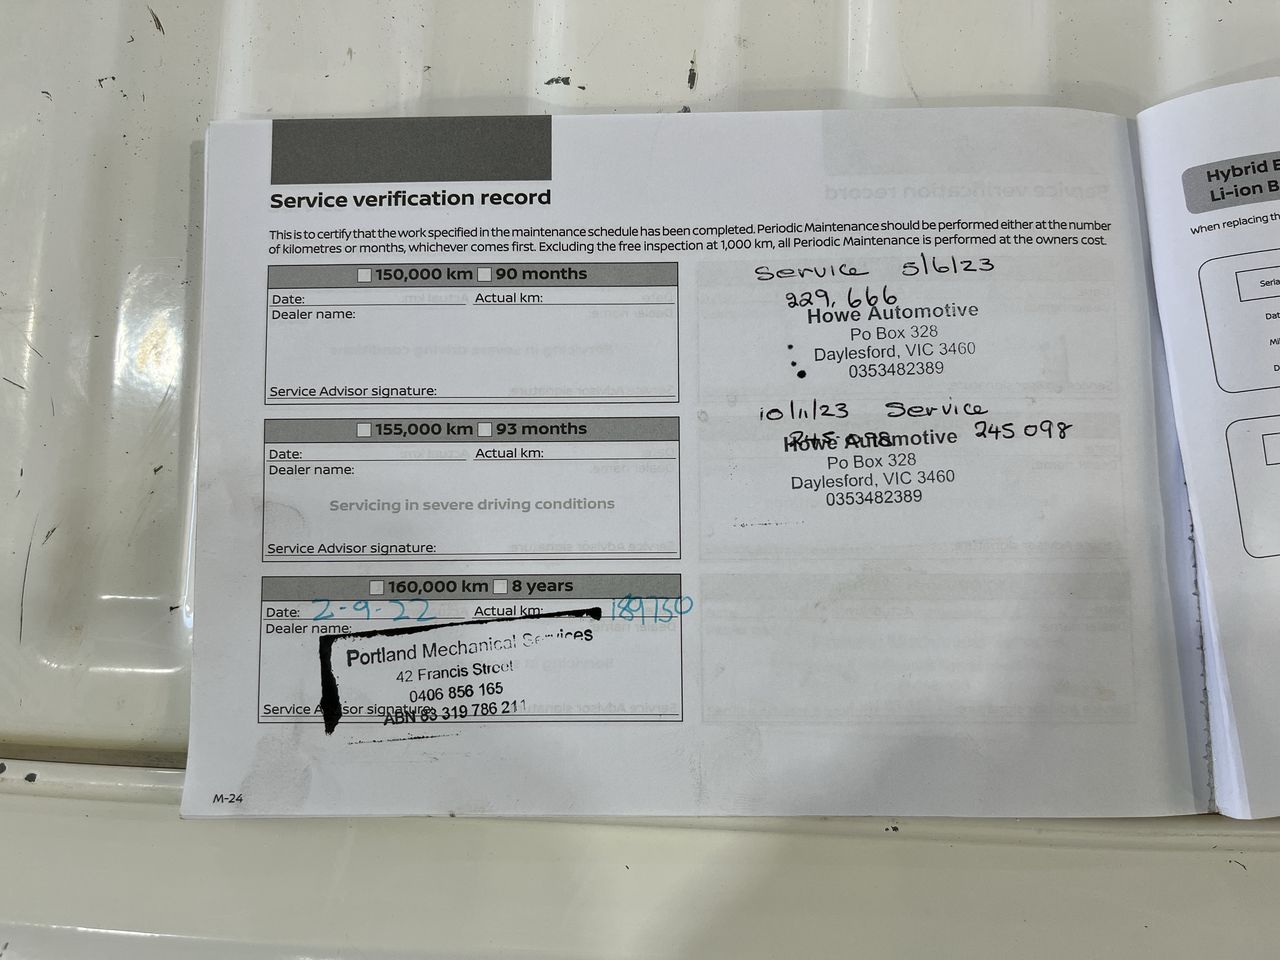 Service verification record
This is to certify that the work specified in the maintenance schedule has been completed. Periodic Maintenance should be performed either at the number
of kilometres or months, whichever comes first. Excluding the free inspection at 1,000 km, all Periodic Maintenance is performed at the owners cost.
150,000 km 90 months
Date: Actual km:
Dealer name:
Service Advisor signature:
155,000 km 93 months
Date: Actual km:
Dealer name:
Servicing in severe driving conditions
Service Advisor signature:
160,000 km 8 years
Date: 2-9-22 Actual km: 189750
Dealer name:
Portland Mechanical Services
42 Francis Street
0406 856 165
Service Advisor signature:
ABN 83 319 786 211
M-24
Service 5/6/23
229,666
Howe Automotive
Po Box 328
Daylesford, VIC 3460
0353482389
10/11/23 Service
245 098
Howe Automotive 245 098
Po Box 328
Daylesford, VIC 3460
0353482389
Hybrid
Li-ion
When replacing